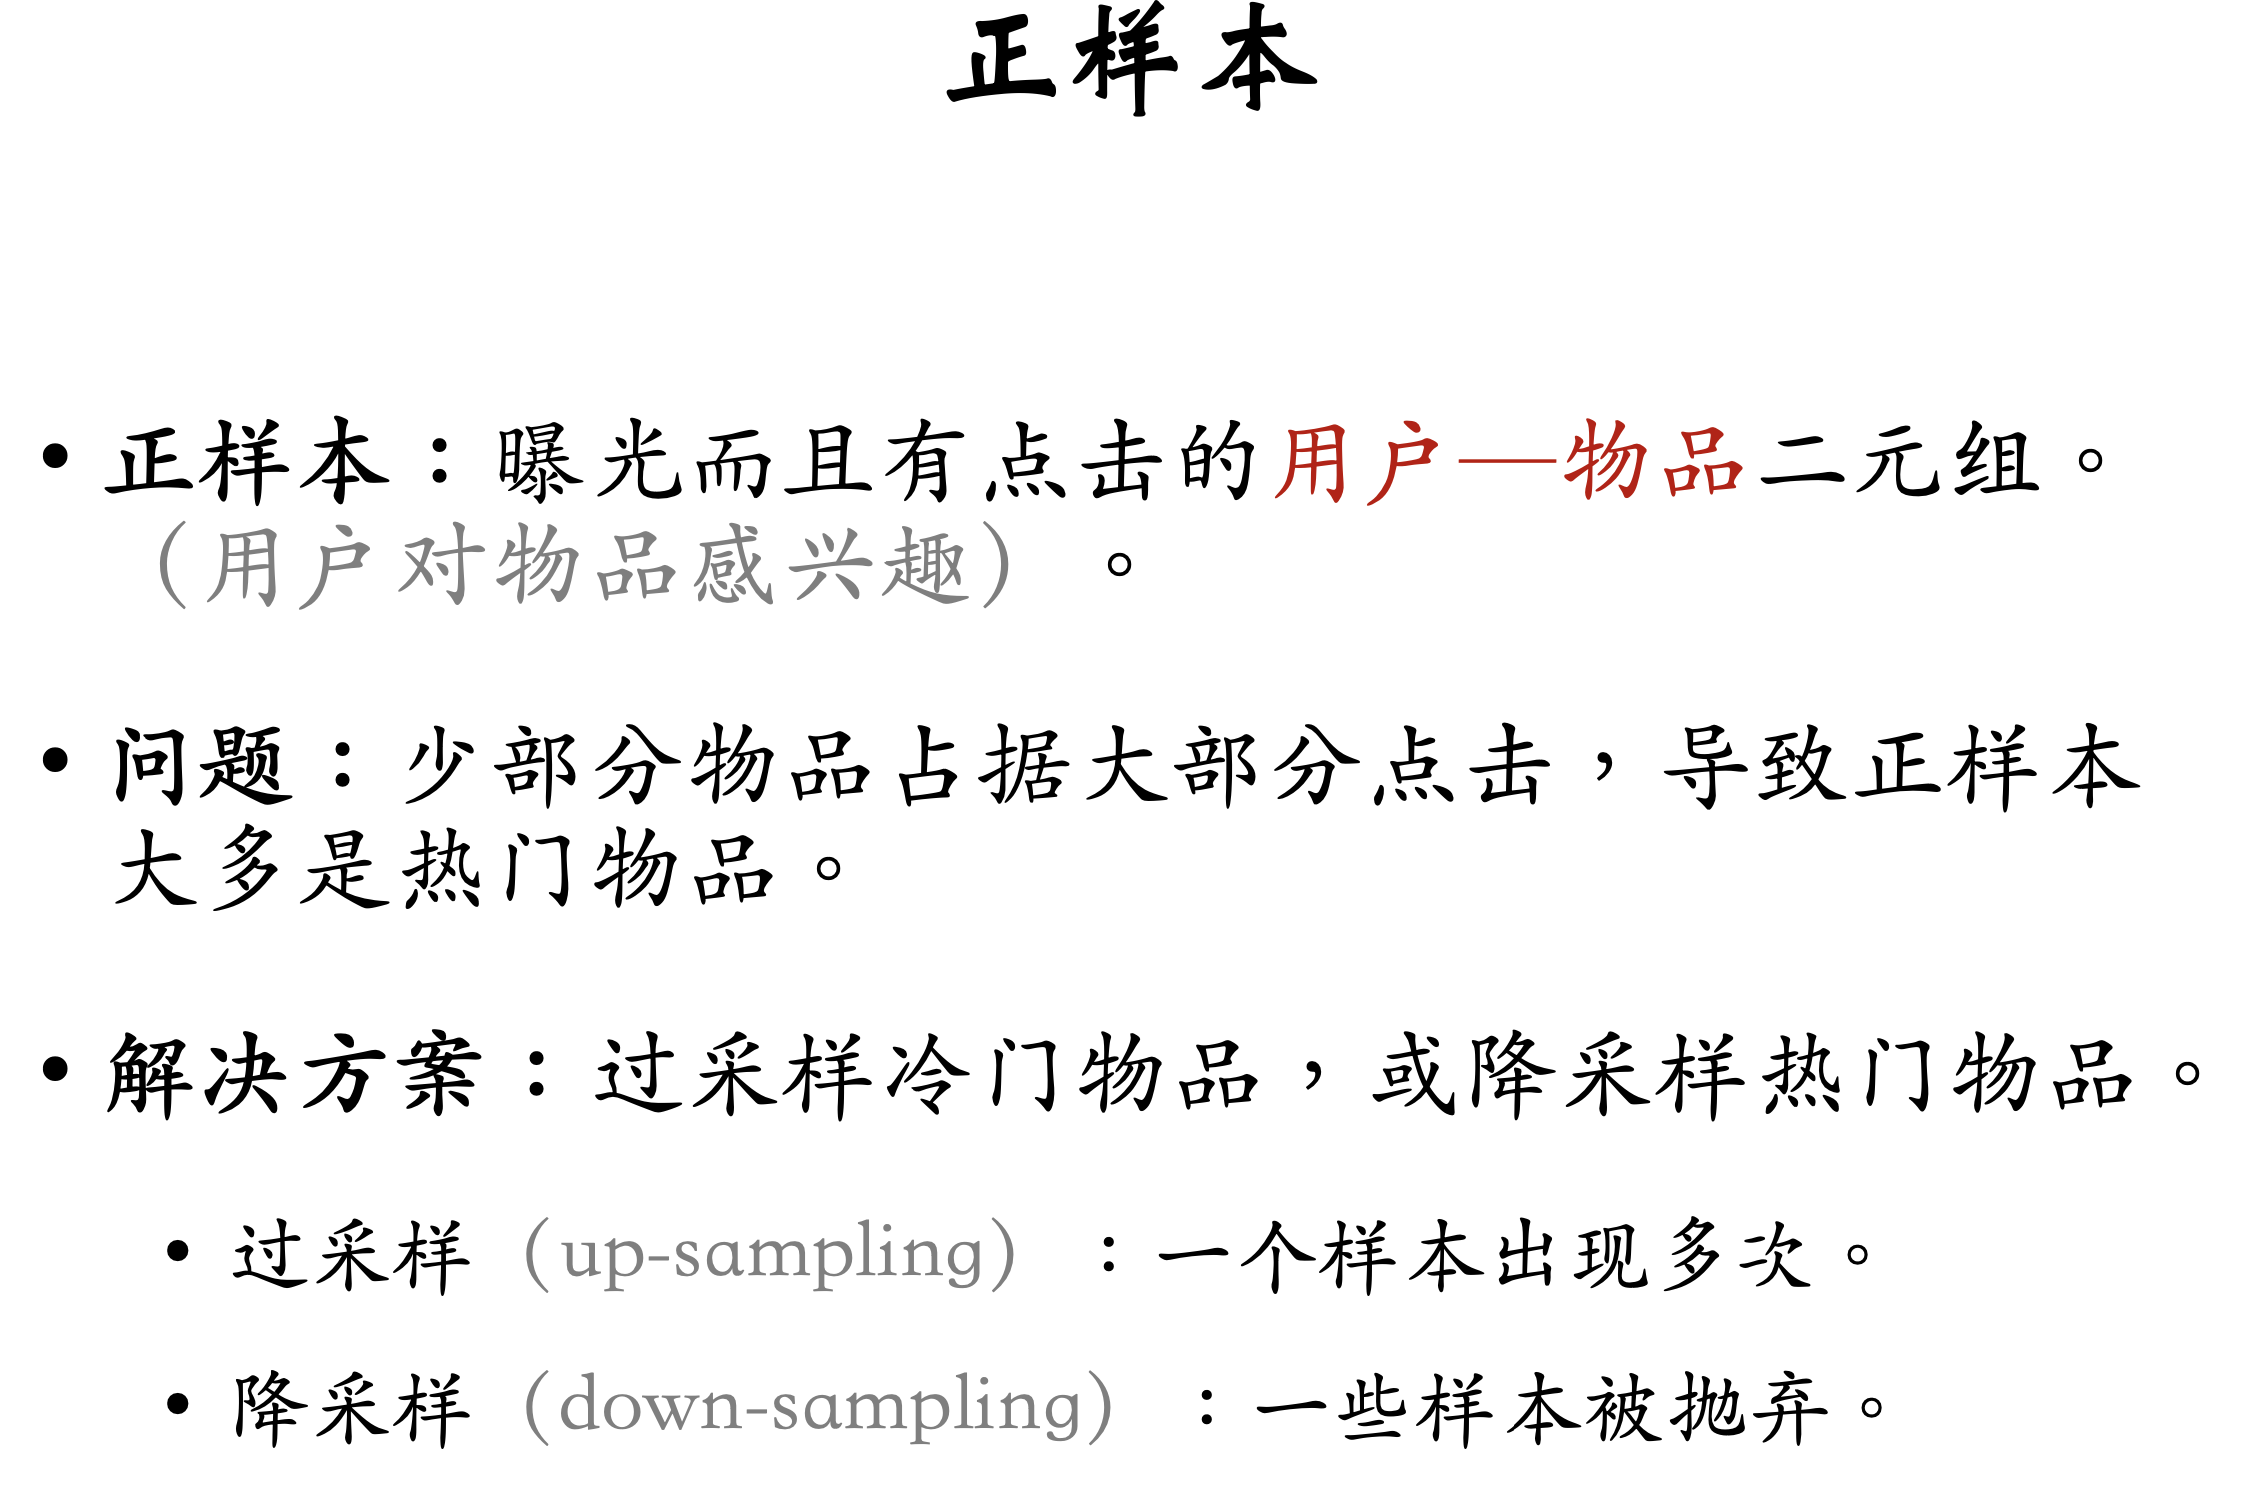 正样本
• 正样本：曝光而且有点击的用户—物品二元组。
（用户对物品感兴趣）。
• 问题：少部分物品占据大部分点击，导致正样本
大多是热门物品。
• 解决方案：过采样冷门物品，或降采样热门物品。
• 过采样（up-sampling）：一个样本出现多次。
• 降采样（down-sampling）：一些样本被抛弃。